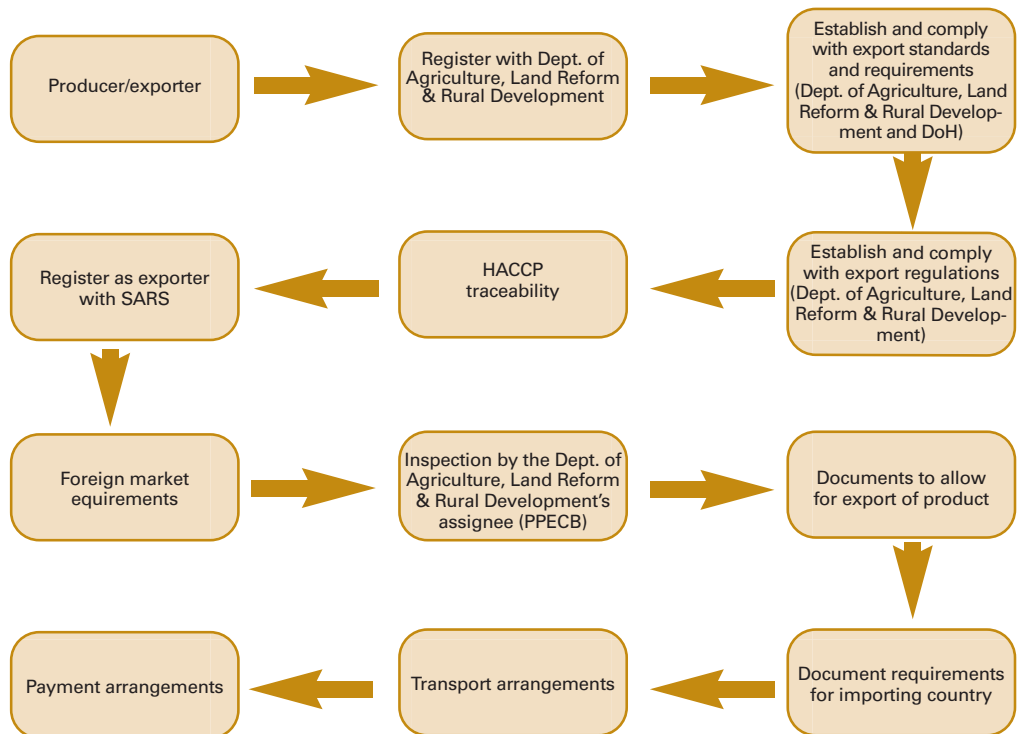 Producer/exporter
Register with Dept. of
Agriculture, Land Reform
& Rural Development
Establish and comply
with export standards
and requirements
(Dept. of Agriculture, Land
Reform & Rural Develop-
ment and DoH)
Establish and comply
with export regulations
(Dept. of Agriculture, Land
Reform & Rural Develop-
ment)
HACCP
traceability
Register as exporter
with SARS
Foreign market
equirements
Inspection by the Dept. of
Agriculture, Land Reform
& Rural Development's
assignee (PPECB)
Documents to allow
for export of product
Document requirements
for importing country
Transport arrangements
Payment arrangements